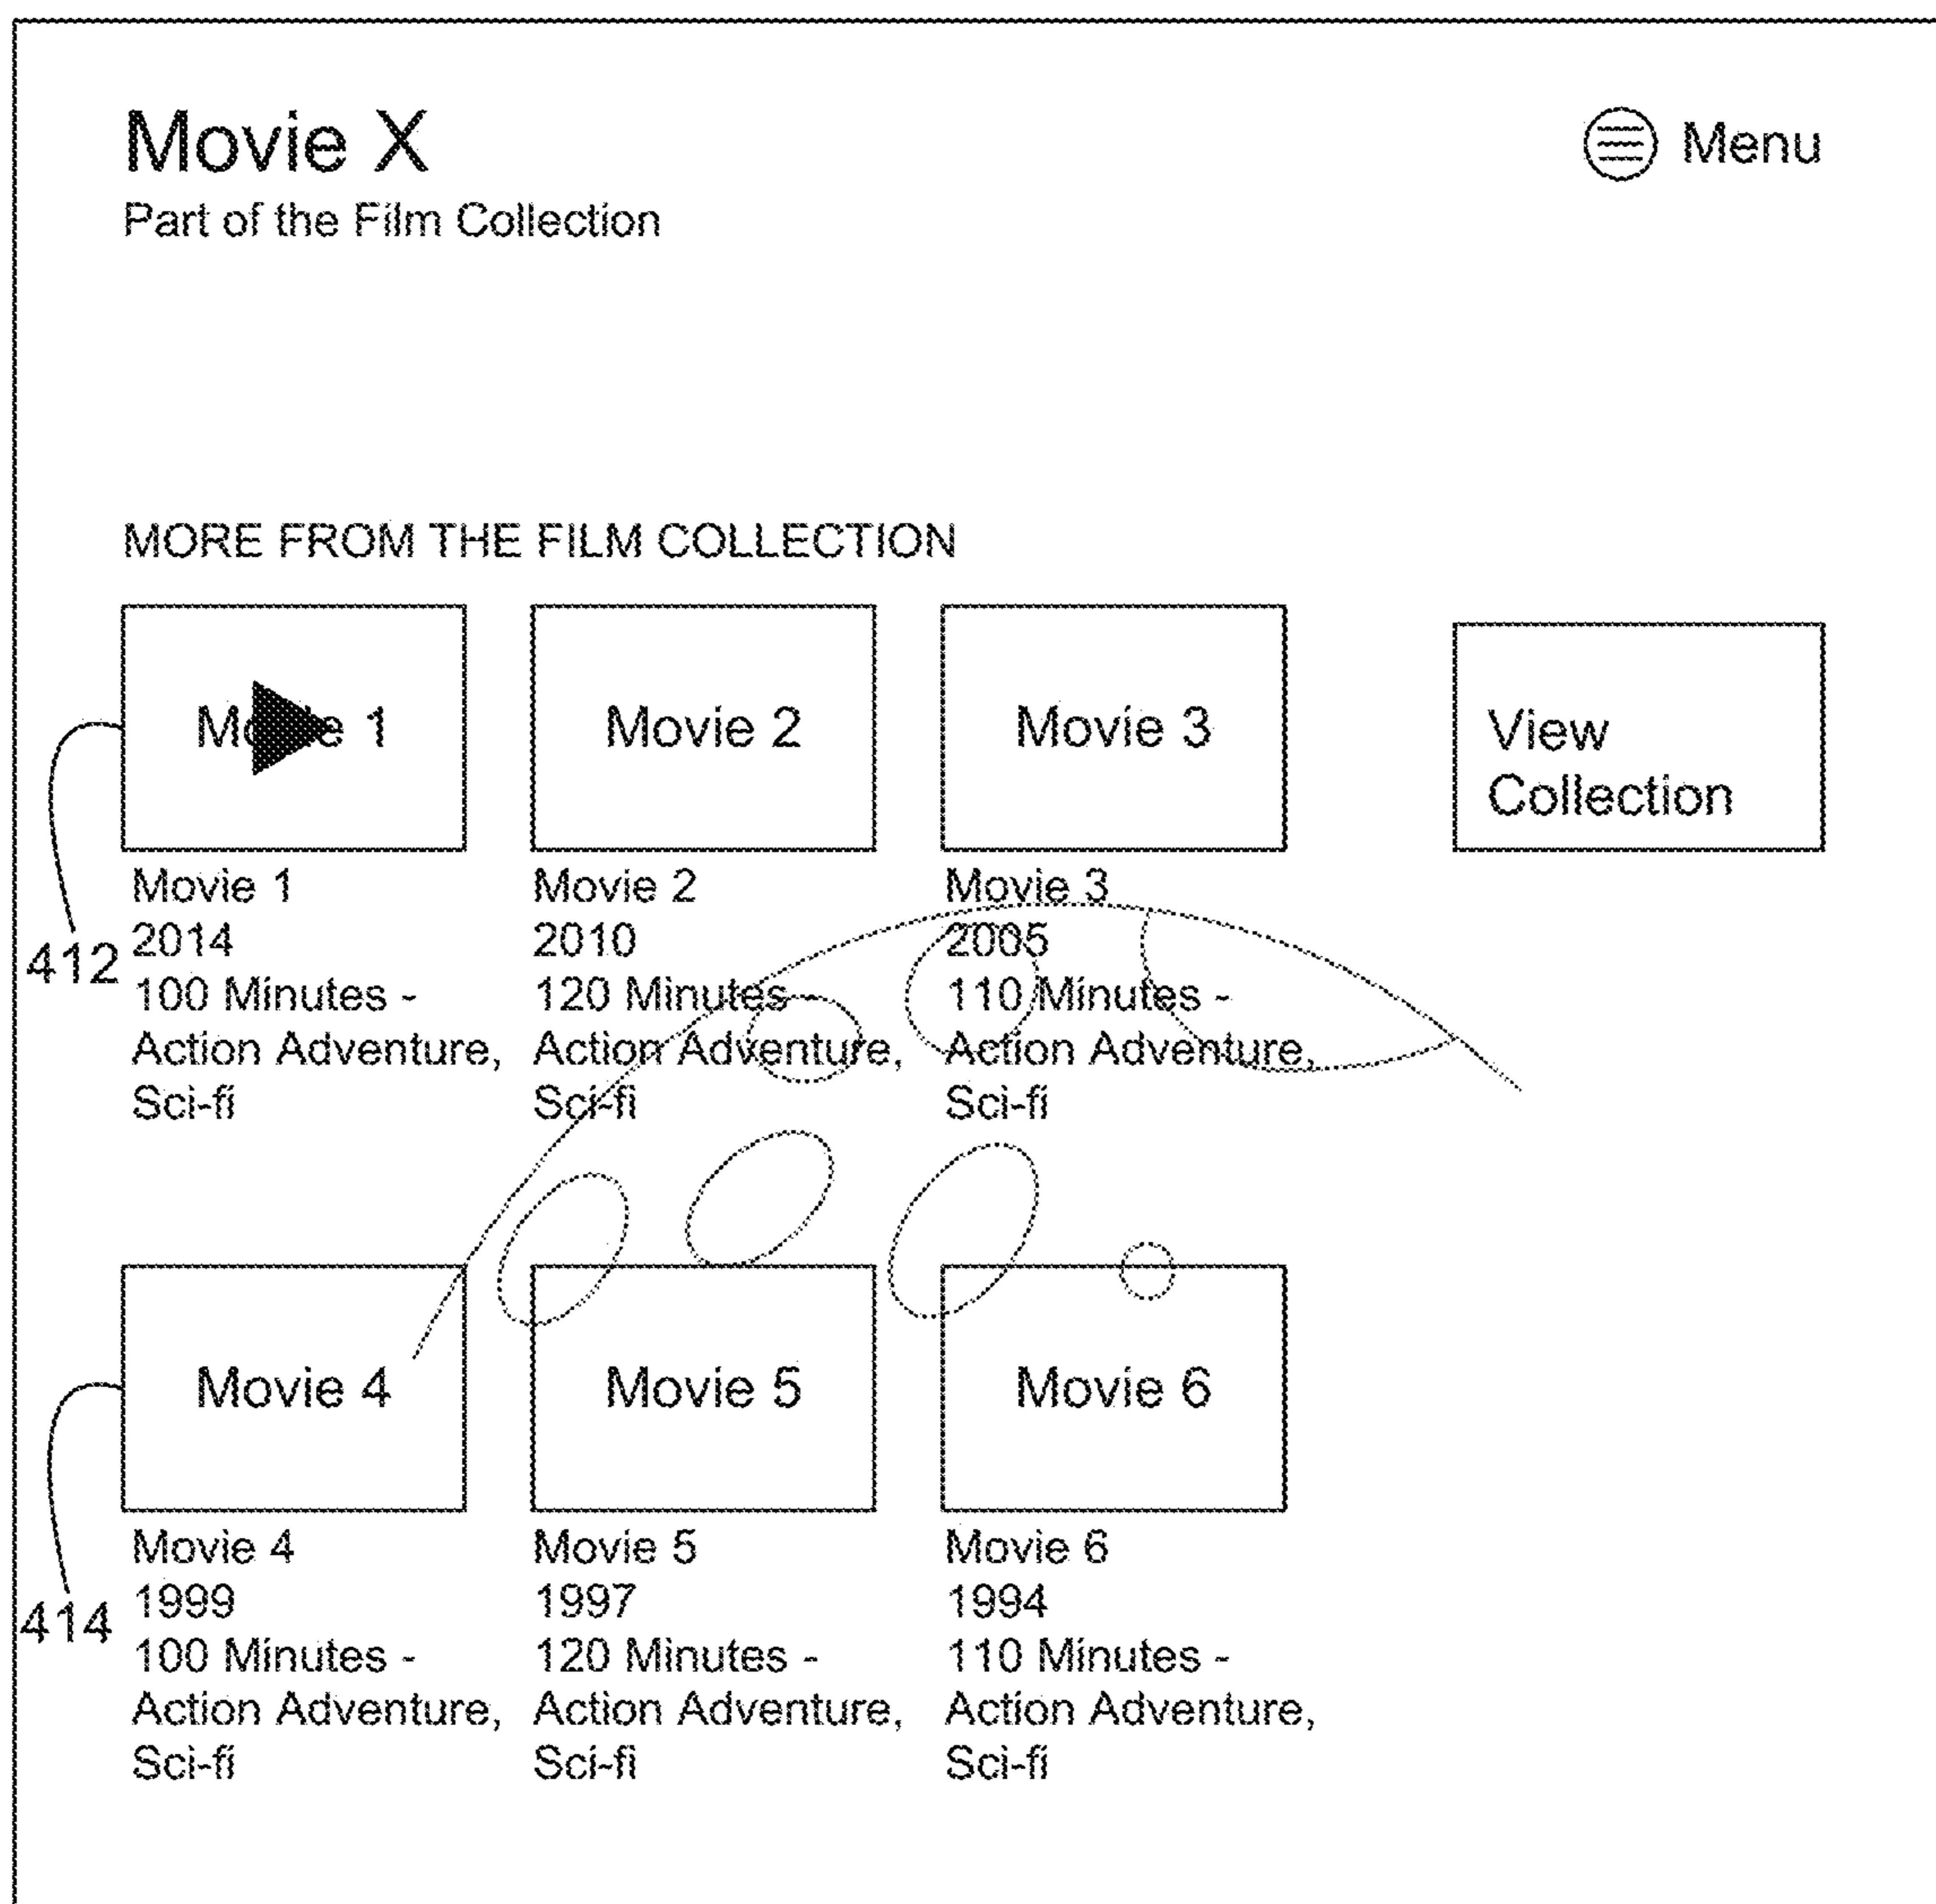 Movie X
Menu
Part of the Film Collection
MORE FROM THE FILM COLLECTION
Movie 1
Movie 2
Movie 3
View
Collection
412
Movie 1
2014
100 Minutes -
Action Adventure,
Sci-fi
Movie 2
2010
120 Minutes
Action Adventure,
Sci-fi
Movie 3
2005
110 Minutes -
Action Adventure,
Sci-fi
Movie 4
Movie 5
Movie 6
414
Movie 4
1999
100 Minutes -
Action Adventure,
Sci-fi
Movie 5
1997
120 Minutes -
Action Adventure,
Sci-fi
Movie 6
1994
110 Minutes -
Action Adventure,
Sci-fi